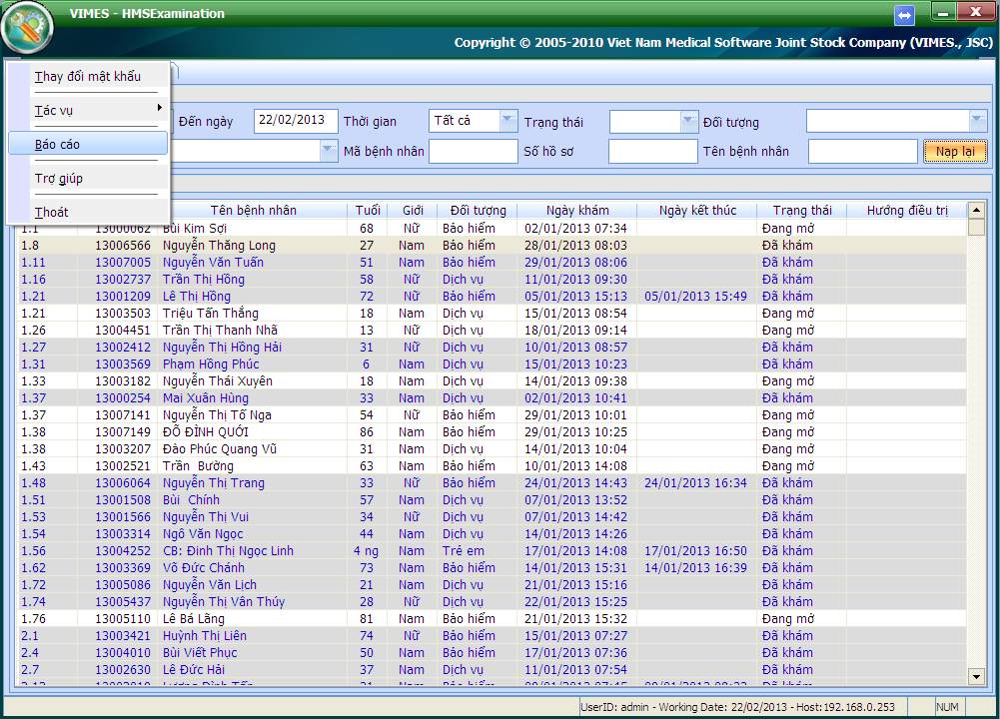 VIMES - HMSExamination
Copyright © 2005-2010 Viet Nam Medical Software Joint Stock Company (VIMES., JSC)
Thay đổi mật khẩu
Tác vụ
Báo cáo
Trợ giúp
Thoát
Đến ngày 22/02/2013 Thời gian Tất cả Trạng thái Đối tượng
Mã bệnh nhân Số hồ sơ Tên bệnh nhân Nạp lại
Tên bệnh nhân Tuổi Giới Đối tượng Ngày khám Ngày kết thúc Trạng thái Hướng điều trị
1.1 13000062 Bùi Kim Sợi 68 Nữ Bảo hiểm 02/01/2013 07:34 Đang mở
1.8 13006566 Nguyễn Thăng Long 27 Nam Bảo hiểm 28/01/2013 08:03 Đã khám
1.11 13007005 Nguyễn Văn Tuấn 51 Nam Bảo hiểm 29/01/2013 08:06 Đã khám
1.16 13002737 Trần Thị Hồng 58 Nữ Dịch vụ 11/01/2013 09:30 Đã khám
1.21 13001209 Lê Thị Hồng 72 Nữ Bảo hiểm 05/01/2013 15:13 05/01/2013 15:49 Đã khám
1.21 13003503 Triệu Tấn Thắng 18 Nam Dịch vụ 15/01/2013 08:54 Đang mở
1.26 13004451 Trần Thị Thanh Nhã 13 Nữ Dịch vụ 18/01/2013 09:14 Đang mở
1.27 13002412 Nguyễn Thị Hồng Hải 31 Nữ Dịch vụ 10/01/2013 08:57 Đã khám
1.31 13003569 Phạm Hồng Phúc 6 Nam Dịch vụ 15/01/2013 10:23 Đã khám
1.33 13003182 Nguyễn Thái Xuyên 18 Nam Dịch vụ 14/01/2013 09:38 Đang mở
1.37 13000254 Mai Xuân Hùng 33 Nam Dịch vụ 02/01/2013 10:41 Đã khám
1.37 13007141 Nguyễn Thị Tố Nga 54 Nữ Bảo hiểm 29/01/2013 10:01 Đang mở
1.38 13007149 ĐỖ ĐÌNH QUỚI 86 Nam Bảo hiểm 29/01/2013 10:25 Đang mở
1.38 13003207 Đào Phúc Quang Vũ 31 Nam Dịch vụ 14/01/2013 10:04 Đang mở
1.43 13002521 Trần Bường 63 Nam Bảo hiểm 10/01/2013 14:08 Đang mở
1.48 13006064 Nguyễn Thị Trang 33 Nữ Bảo hiểm 24/01/2013 14:43 24/01/2013 16:34 Đã khám
1.51 13001508 Bùi Chính 57 Nam Dịch vụ 07/01/2013 13:52 Đã khám
1.53 13001566 Nguyễn Thị Vui 34 Nữ Dịch vụ 07/01/2013 14:42 Đã khám
1.54 13003314 Ngô Văn Ngọc 44 Nam Dịch vụ 14/01/2013 14:26 Đã khám
1.56 13004252 CB: Đinh Thị Ngọc Linh 4 ng Nam Trẻ em 17/01/2013 14:08 17/01/2013 16:50 Đã khám
1.62 13003369 Võ Đức Chánh 73 Nam Bảo hiểm 14/01/2013 15:31 14/01/2013 16:39 Đã khám
1.72 13005086 Nguyễn Văn Lịch 21 Nam Dịch vụ 21/01/2013 15:16 Đã khám
1.74 13005437 Nguyễn Thị Vân Thúy 28 Nữ Dịch vụ 22/01/2013 15:25 Đã khám
1.76 13005110 Lê Bá Lãng 81 Nam Bảo hiểm 21/01/2013 15:32 Đang mở
2.1 13003421 Huỳnh Thị Liên 74 Nữ Bảo hiểm 15/01/2013 07:27 Đã khám
2.4 13004010 Bùi Viết Phục 50 Nam Bảo hiểm 17/01/2013 07:36 Đã khám
2.7 13002630 Lê Đức Hải 37 Nam Dịch vụ 11/01/2013 07:54 Đã khám
UserID: admin - Working Date: 22/02/2013 - Host:192.168.0.253 NUM